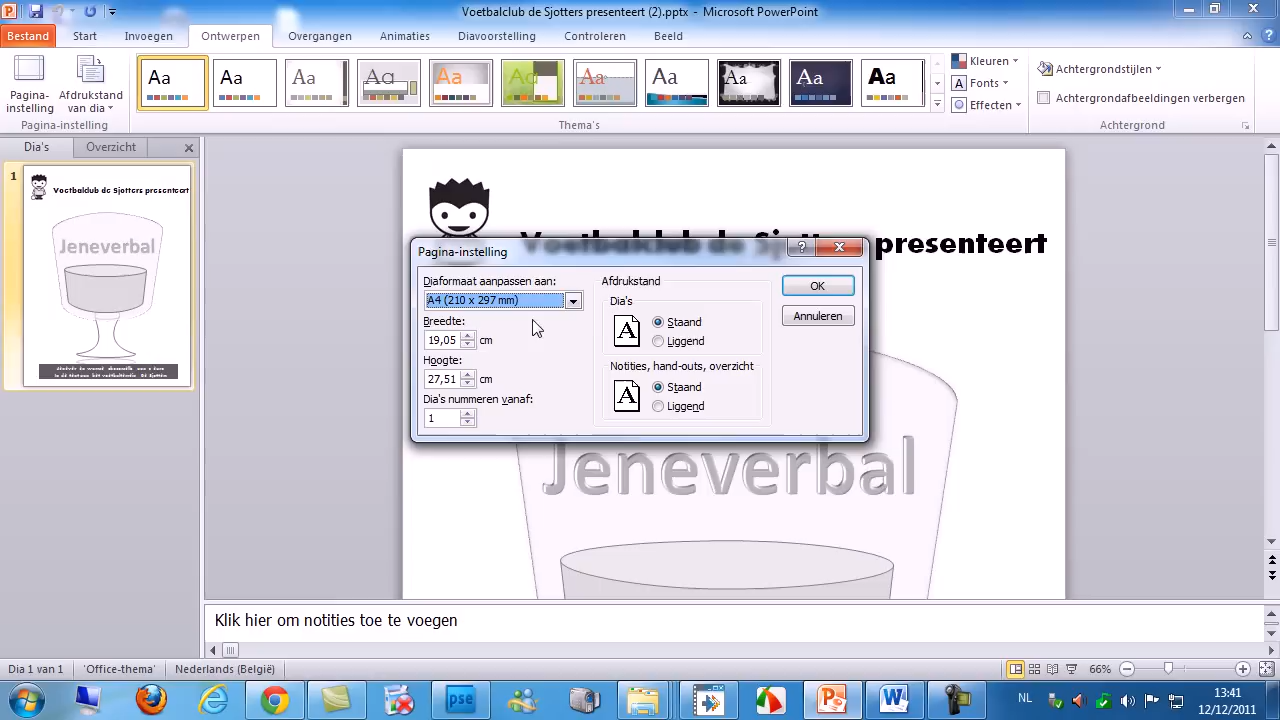 Voetbalclub de Sjotters presenteert (2).pptx - Microsoft PowerPoint
Bestand Start Invoegen Ontwerpen Overgangen Animaties Diavoorstelling Controleren Beeld
Pagina-instelling
Afdrukstand van dia
Aa Aa Aa Aa Aa Aa Aa Aa Aa Aa Aa
Kleuren
Fonts
Effecten
Achtergrondstijlen
Achtergrondafbeeldingen verbergen
Pagina-instelling Thema's Achtergrond
Dia's Overzicht
1
Voetbalclub de Sjotters presenteert
Jeneverbal
Voetbalclub de Sjotters presenteert
Pagina-instelling
Diaformaat aanpassen aan:
A4 (210 x 297 mm)
Breedte:
19,05 cm
Hoogte:
27,51 cm
Dia's nummeren vanaf:
1
Afdrukstand
Dia's
A
Staand
Liggend
Notities, hand-outs, overzicht
A
Staand
Liggend
OK
Annuleren
Jeneverbal
Klik hier om notities toe te voegen
Dia 1 van 1 'Office-thema' Nederlands (België) 66%
pse
NL
13:41
12/12/2011